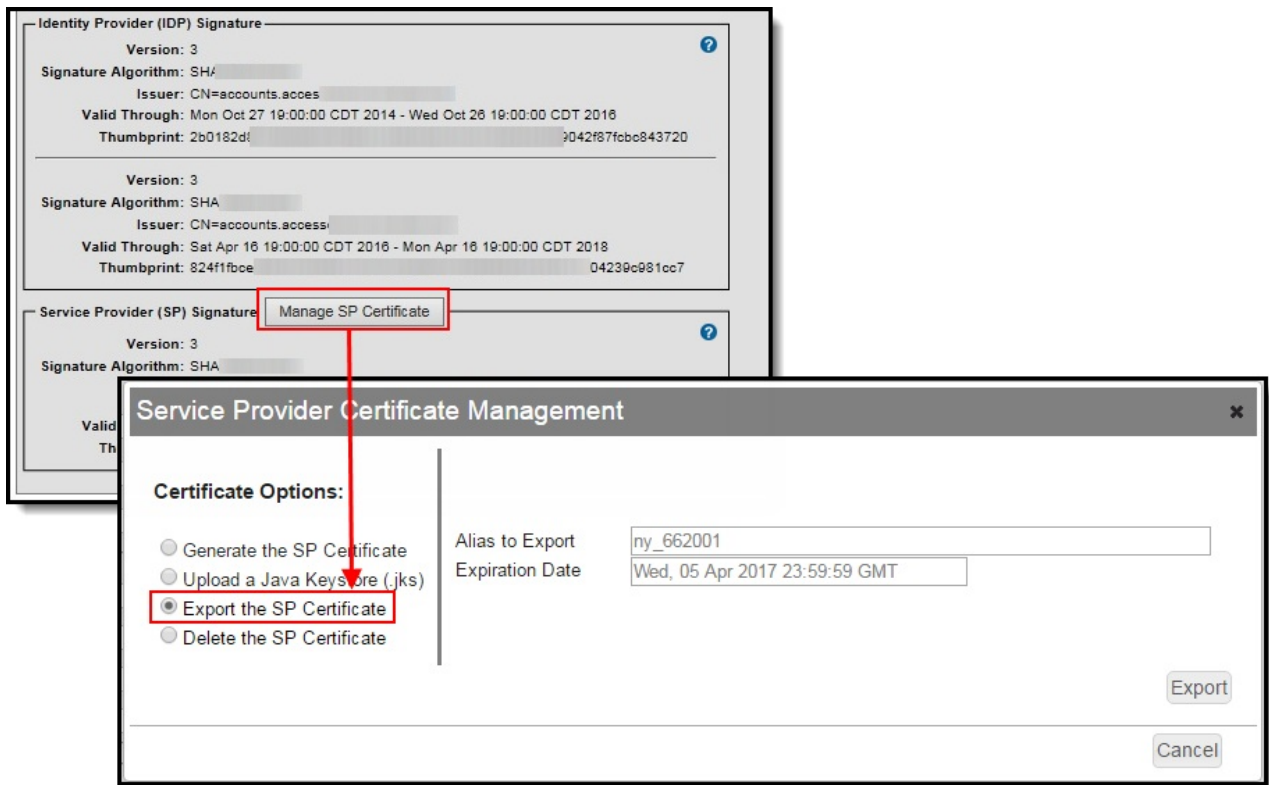 Identity Provider (IDP) Signature
Version: 3
Signature Algorithm: SHA
Issuer: CN=accounts.acces
Valid Through: Mon Oct 27 19:00:00 CDT 2014 - Wed Oct 26 19:00:00 CDT 2016
Thumbprint: 2b0182d 9042f87fcbc843720
Version: 3
Signature Algorithm: SHA
Issuer: CN=accounts.access
Valid Through: Sat Apr 16 19:00:00 CDT 2016 - Mon Apr 16 19:00:00 CDT 2018
Thumbprint: 824f1fbce 04239c981cc7
Service Provider (SP) Signature Manage SP Certificate
Version: 3
Signature Algorithm: SHA
Valid
Th
Service Provider Certificate Management
Certificate Options:
Generate the SP Certificate
Upload a Java Keystore (.jks)
Export the SP Certificate
Delete the SP Certificate
Alias to Export ny_662001
Expiration Date Wed, 05 Apr 2017 23:59:59 GMT
Export
Cancel